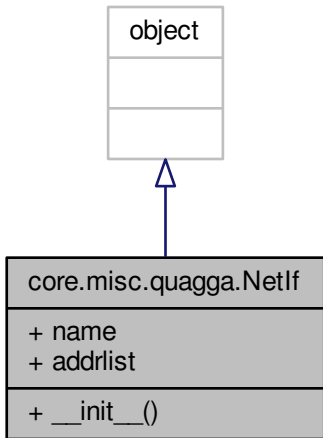 object
core.misc.quagga.NetIf
+ name
+ addrlist
+ __init__()